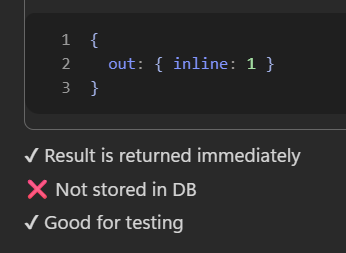 1 {
2   out: { inline: 1 }
3 }
✓ Result is returned immediately
❌ Not stored in DB
✓ Good for testing